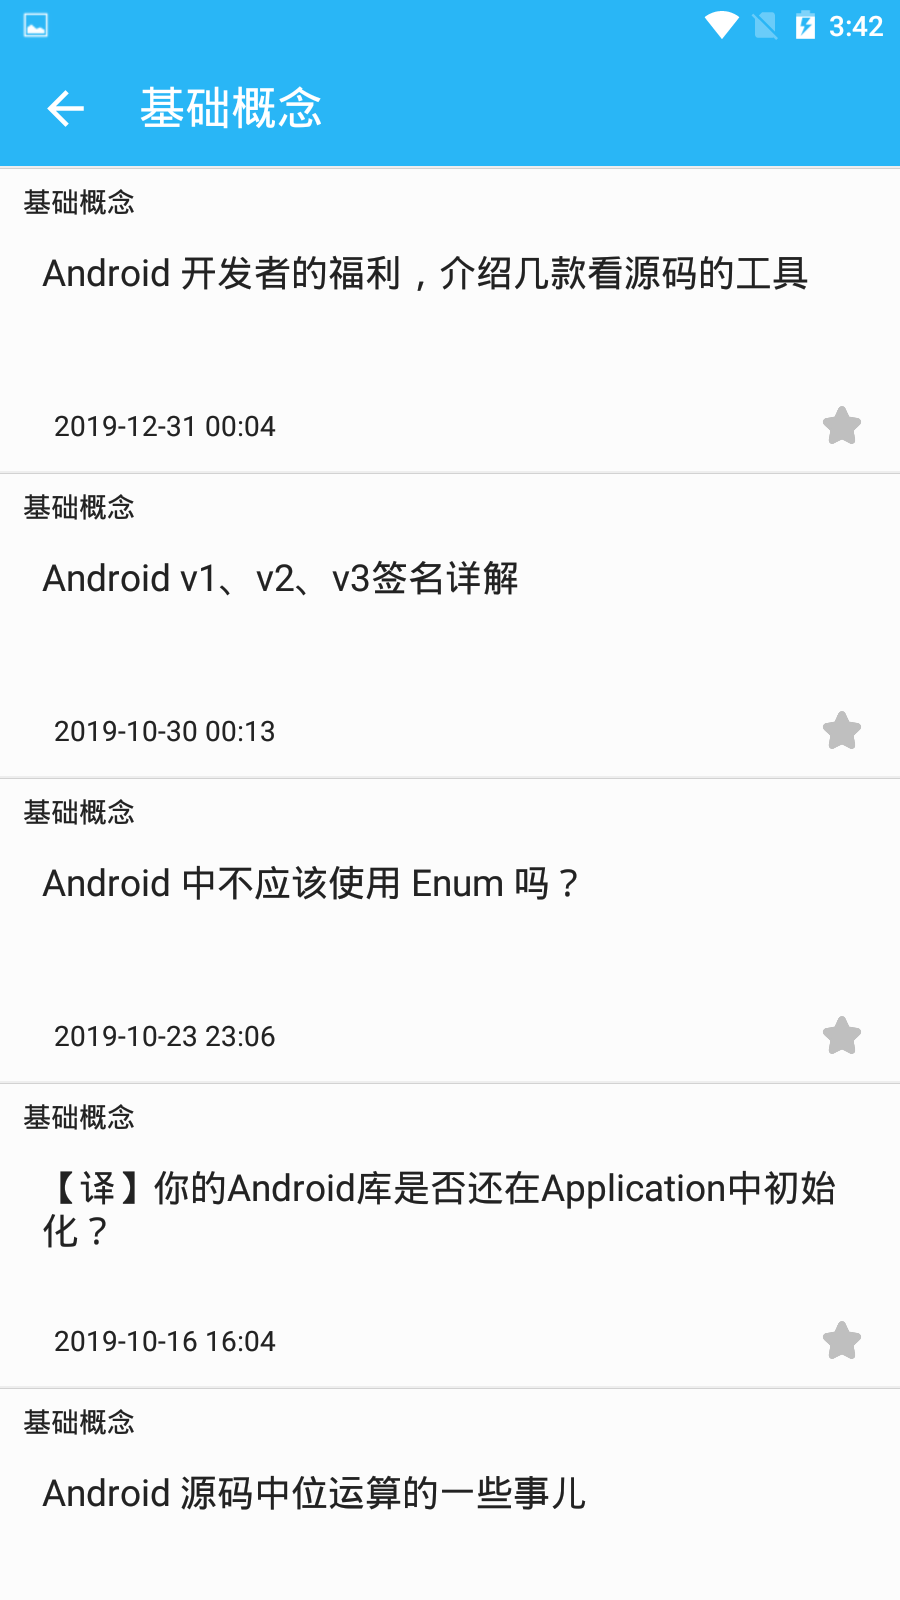 3:42
基础概念
基础概念
Android 开发者的福利，介绍几款看源码的工具
2019-12-31 00:04
基础概念
Android v1、v2、v3签名详解
2019-10-30 00:13
基础概念
Android 中不应该使用 Enum 吗？
2019-10-23 23:06
基础概念
【译】你的Android库是否还在Application中初始
化？
2019-10-16 16:04
基础概念
Android 源码中位运算的一些事儿